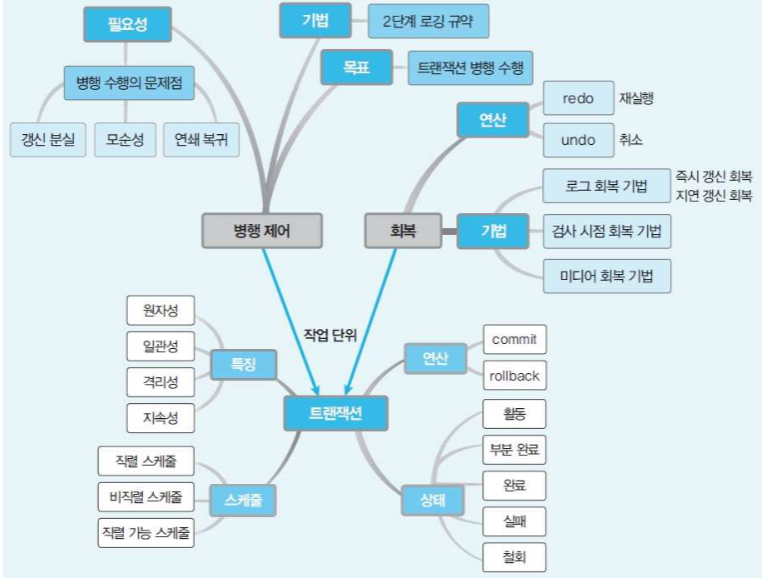 필요성
병행 수행의 문제점
갱신 분실
모순성
연쇄 복귀
기법
2단계 로깅 규약
목표
트랜잭션 병행 수행
병행 제어
연산
redo
재실행
undo
취소
회복
기법
로그 회복 기법
즉시 갱신 회복
지연 갱신 회복
검사 시점 회복 기법
미디어 회복 기법
작업 단위
트랜잭션
특징
원자성
일관성
격리성
지속성
스케줄
직렬 스케줄
비직렬 스케줄
직렬 가능 스케줄
연산
commit
rollback
상태
활동
부분 완료
완료
실패
철회